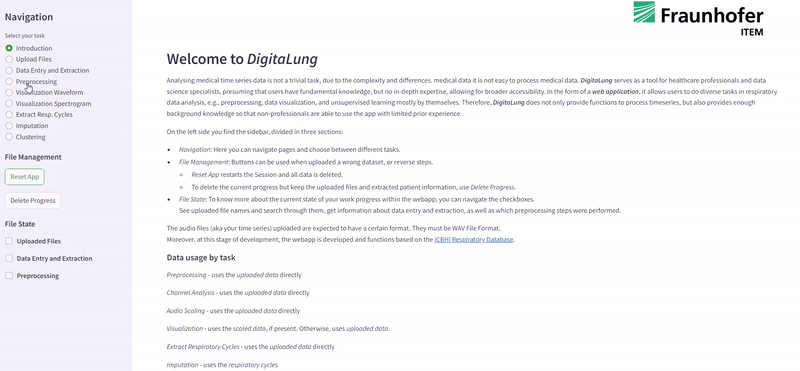 Navigation
Select your task
Introduction
Upload Files
Data Entry and Extraction
Preprocessing
Visualization Waveform
Visualization Spectrogram
Extract Resp. Cycles
Imputation
Clustering
File Management
Reset App
Delete Progress
File State
Uploaded Files
Data Entry and Extraction
Preprocessing
Fraunhofer
ITEM
Welcome to DigitaLung
Analysing medical time series data is not a trivial task, due to the complexity and differences. medical data it is not easy to process medical data. DigitaLung serves as a tool for healthcare professionals and data
science specialists, presuming that users have fundamental knowledge, but no in-depth expertise, allowing for broader accessibility. In the form of a web application, it allows users to do diverse tasks in respiratory
data analysis, e.g., preprocessing, data visualization, and unsupervised learning mostly by themselves. Therefore, DigitaLung does not only provide functions to process timeseries, but also provides enough
background knowledge so that non-professionals are able to use the app with limited prior experience.
On the left side you find the sidebar, divided in three sections:
• Navigation: Here you can navigate pages and choose between different tasks.
• File Management: Buttons can be used when uploaded a wrong dataset, or reverse steps.
Reset App restarts the Session and all data is deleted.
To delete the current progress but keep the uploaded files and extracted patient information, use Delete Progress.
• File State: To know more about the current state of your work progress within the webapp, you can navigate the checkboxes.
See uploaded file names and search through them, get information about data entry and extraction, as well as which preprocessing steps were performed.
The audio files (aka your time series) uploaded are expected to have a certain format. They must be WAV File Format.
Moreover, at this stage of development, the webapp is developed and functions based on the ICBHI Respiratory Database.
Data usage by task
Preprocessing - uses the uploaded data directly
Channel Analysis - uses the uploaded data directly
Audio Scaling - uses the uploaded data directly
Visualization - uses the scaled data, if present. Otherwise, uses uploaded data.
Extract Respiratory Cycles - uses the uploaded data directly
Imputation - uses the respiratory cycles